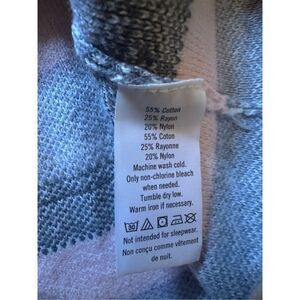 55% Cotton
25% Rayon
20% Nylon
55% Coton
25% Rayonne
20% Nylon
Machine wash cold.
Only non-chlorine bleach
when needed.
Tumble dry low.
Warm iron if necessary.
Not intended for sleepwear.
Non conçu comme vêtement
de nuit.